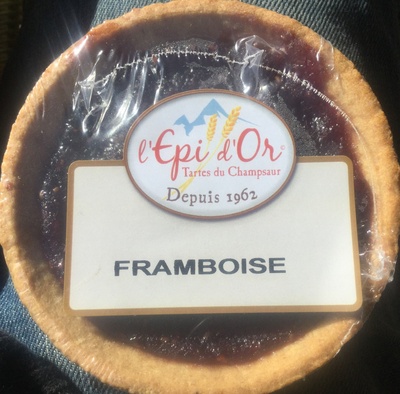 l'Epi d'Or
Tartes du Champsaur
Depuis 1962
FRAMBOISE